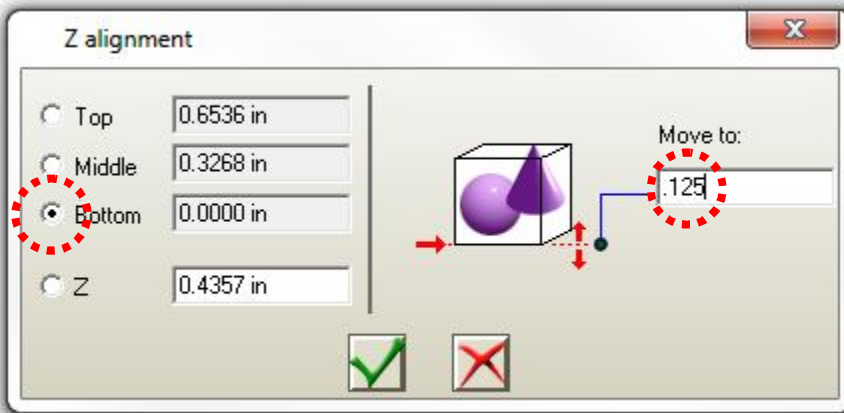 Z alignment
Top 0.6536 in
Middle 0.3268 in
Bottom 0.0000 in
Z 0.4357 in
Move to:
.125